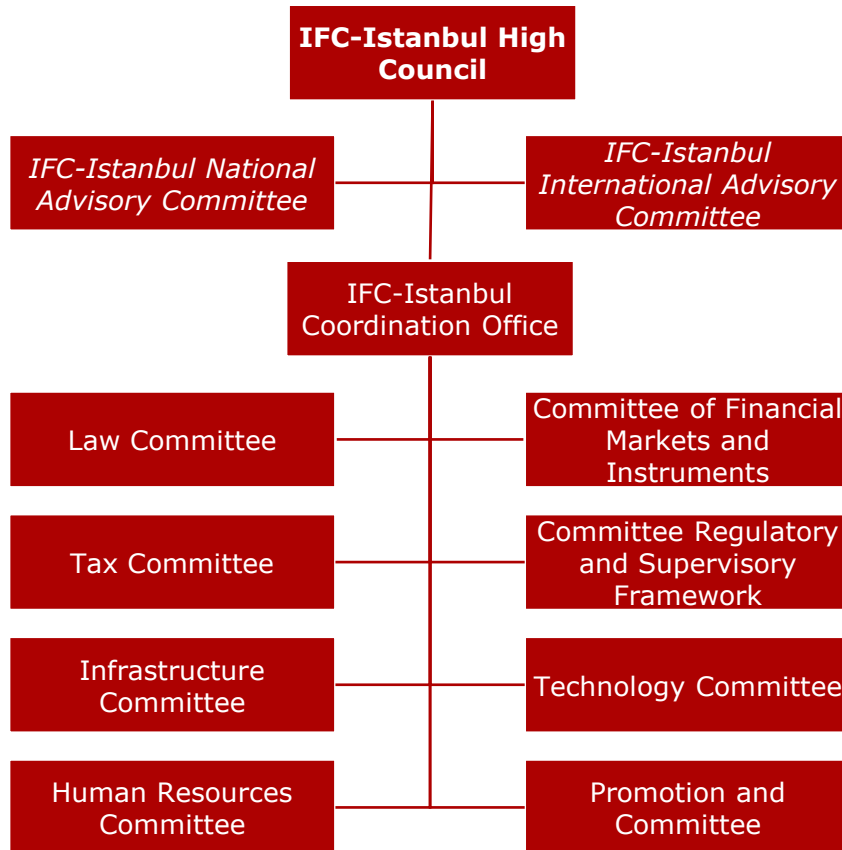 IFC-Istanbul High
Council
IFC-Istanbul National
Advisory Committee
IFC-Istanbul
International Advisory
Committee
IFC-Istanbul
Coordination Office
Law Committee
Committee of Financial
Markets and
Instruments
Tax Committee
Committee Regulatory
and Supervisory
Framework
Infrastructure
Committee
Technology Committee
Human Resources
Committee
Promotion and
Committee